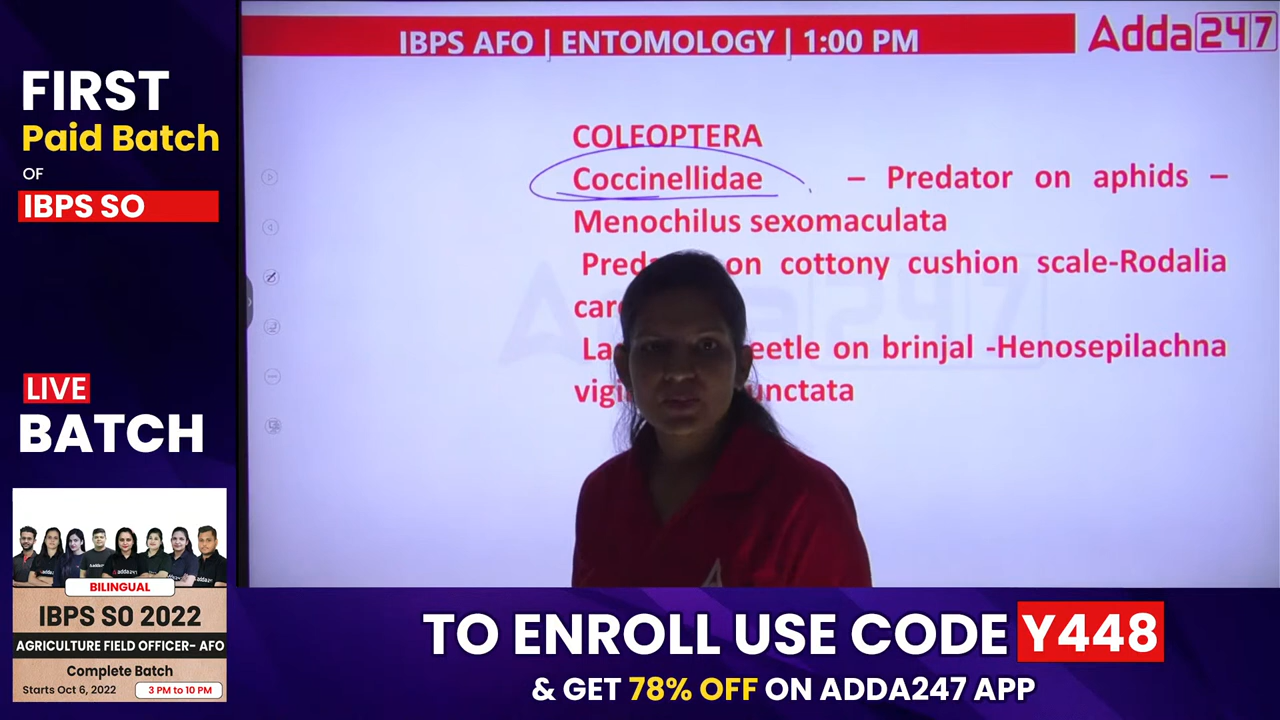 IBPS AFO | ENTOMOLOGY | 1:00 PM
Adda247
FIRST
Paid Batch
OF
IBPS SO
LIVE
BATCH
BILINGUAL
IBPS SO 2022
AGRICULTURE FIELD OFFICER- AFO
Complete Batch
Starts Oct 6, 2022 3 PM to 10 PM
COLEOPTERA
Coccinellidae – Predator on aphids –
Menochilus sexomaculata
on cottony cushion scale-Rodalia
on brinjal -Henosepilachna
Adda247
TO ENROLL USE CODE Y448
& GET 78% OFF ON ADDA247 APP